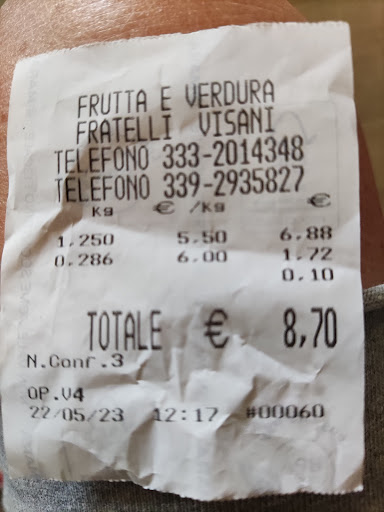 FRUTTA E VERDURA
FRATELLI VISANI
TELEFONO 333-2014348
TELEFONO 339-2935827
Kg € /Kg €
1.250 5.50 6.88
0.286 6.00 1.72
0.10
TOTALE € 8,70
N.Conf.3
OP.V4
22/05/23 12:17 #00060